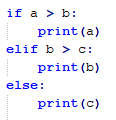 if a > b:
    print(a)
elif b > c:
    print(b)
else:
    print(c)